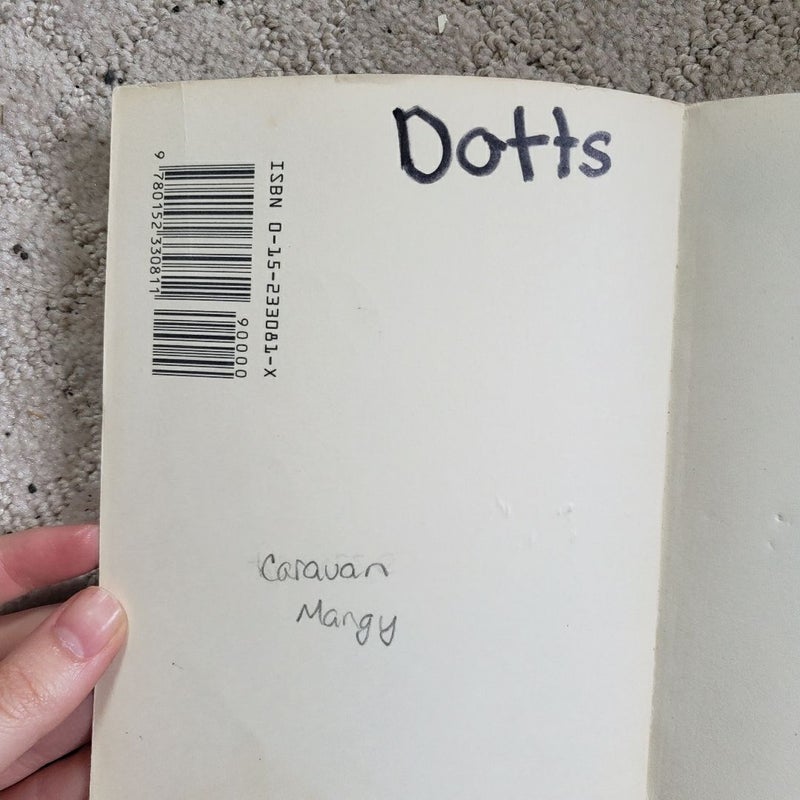 Dotts
ISBN 0-15-233081-X
9 780152 330811
90000
Caravan
Mangy